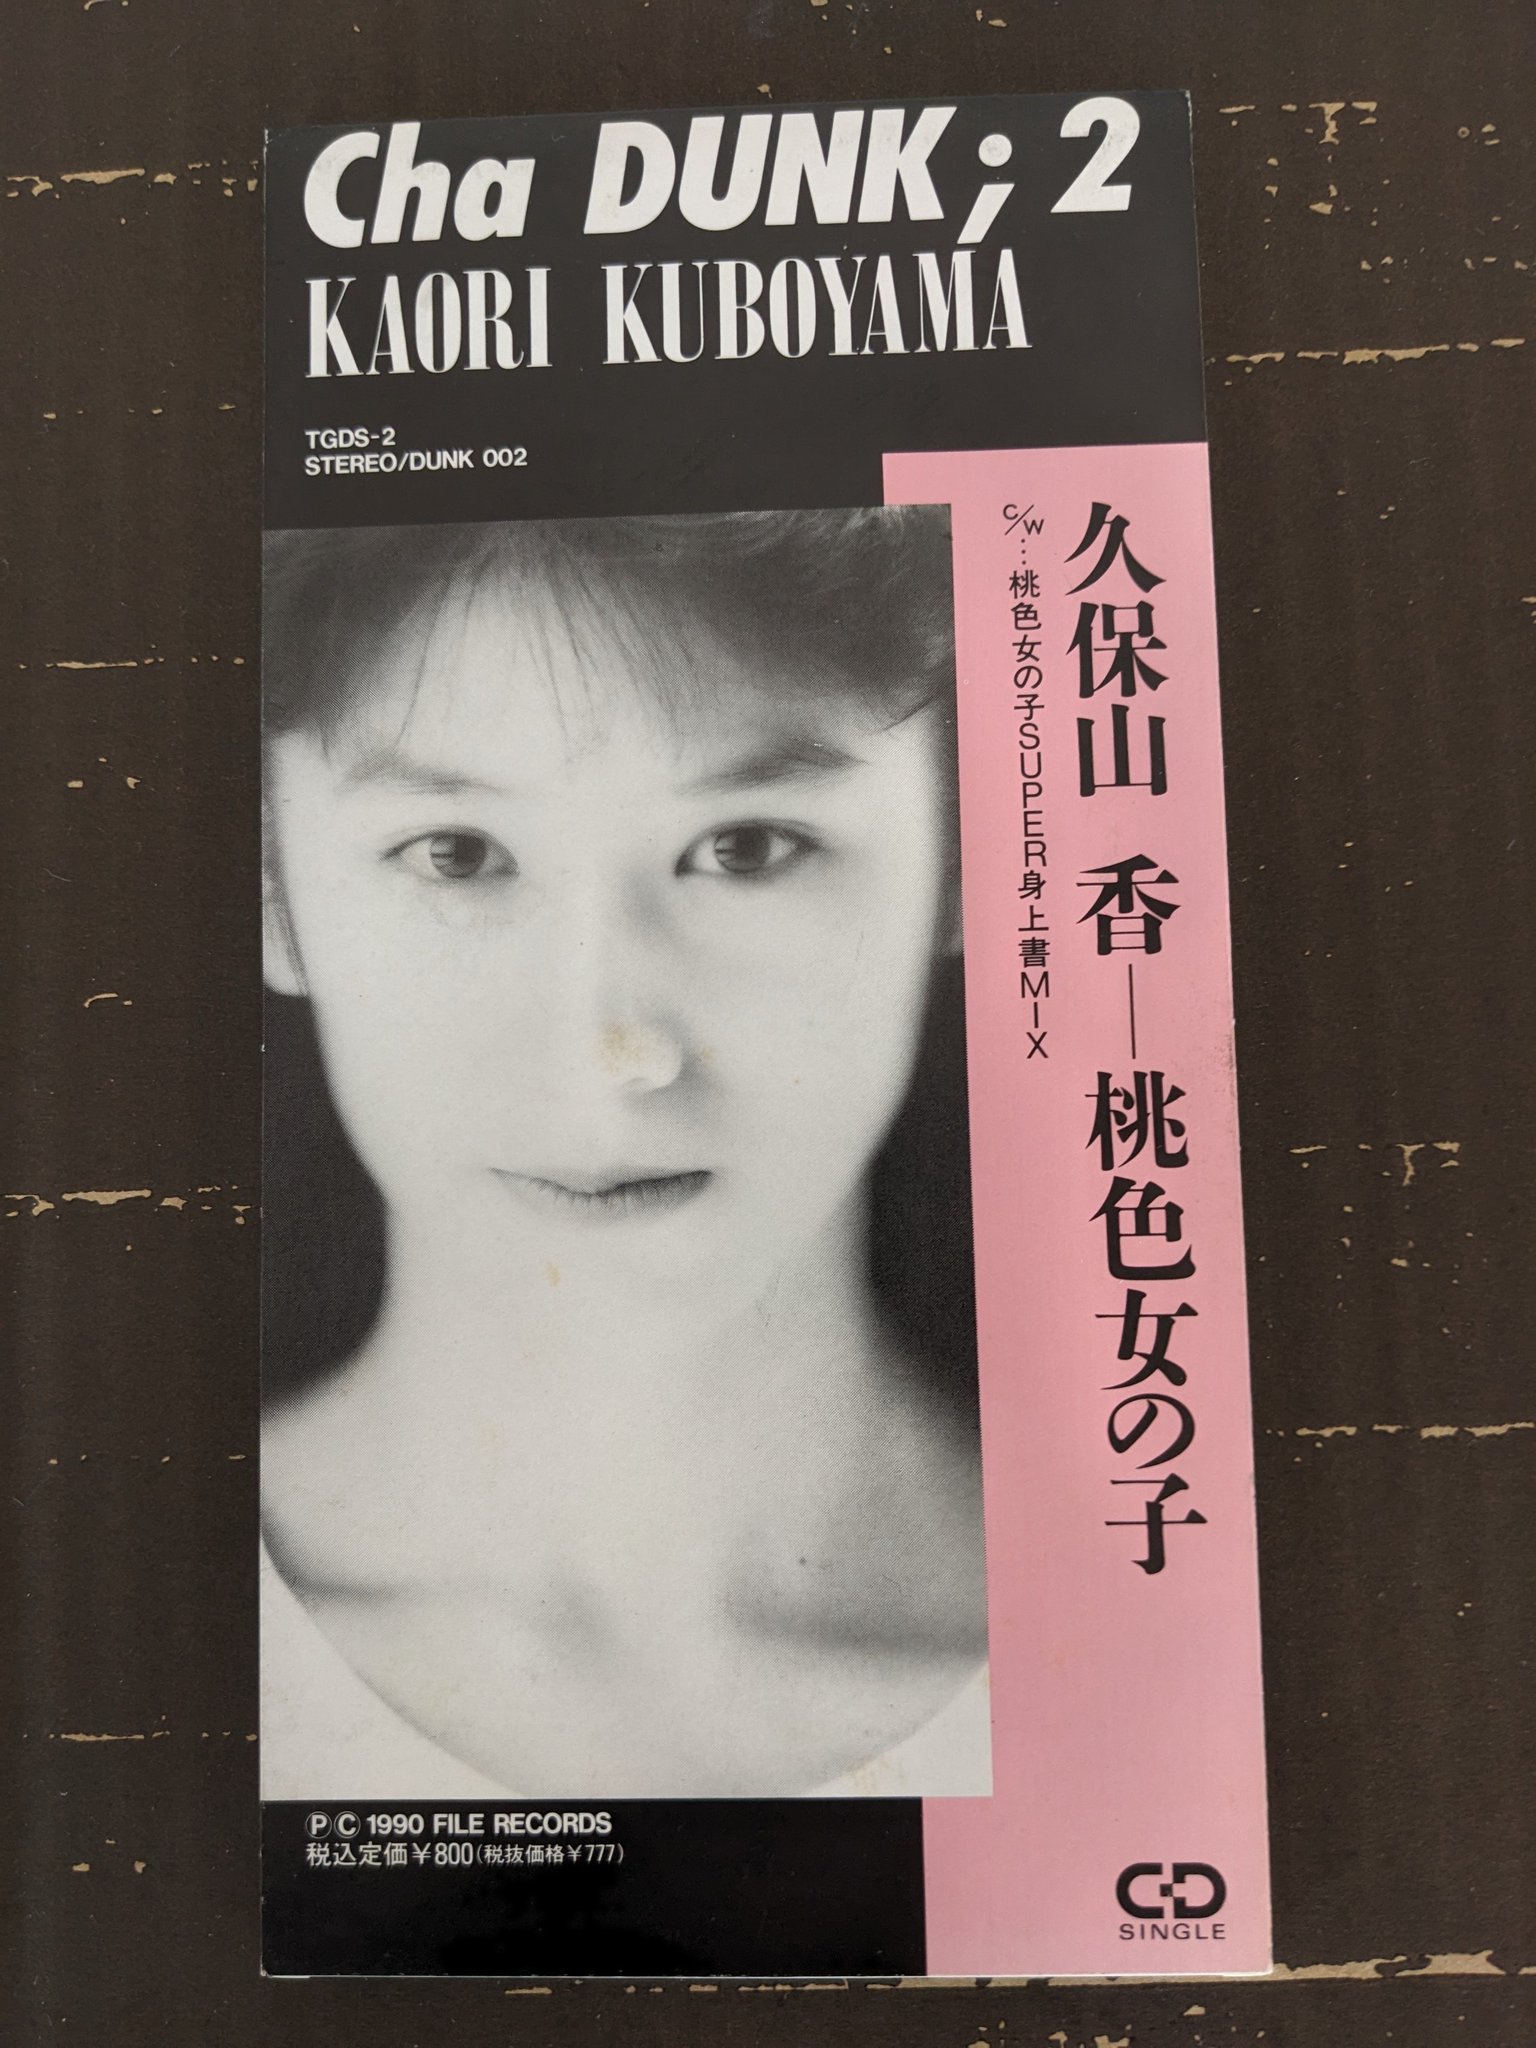 Cha DUNK ; 2
KAORI KUBOYAMA
TGDS-2
STEREO/DUNK 002
久保山 香—桃色女の子
C/W…桃色女の子SUPER身上書MIX
ⓅⒸ 1990 FILE RECORDS
税込定価￥800(税抜価格￥777)
CD
SINGLE